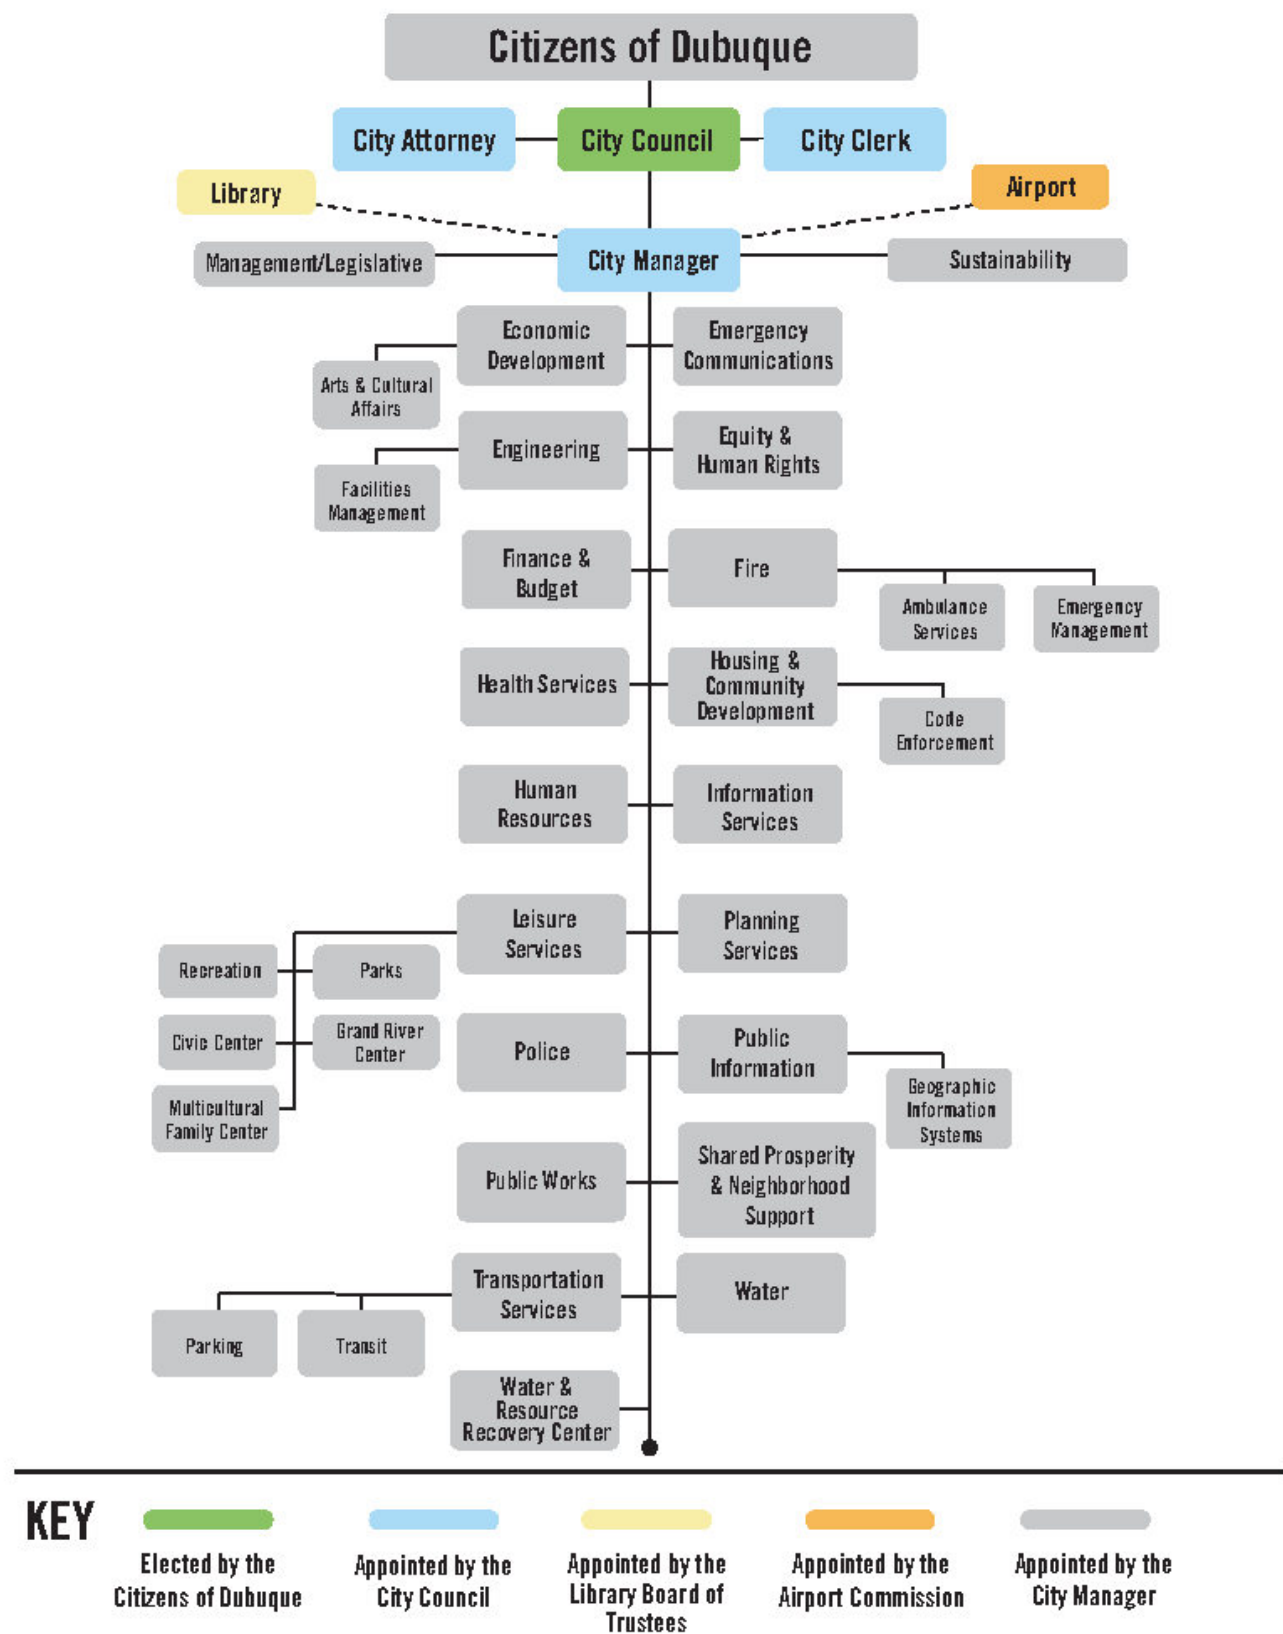 Citizens of Dubuque
City Attorney
City Council
City Clerk
Library
Airport
Management/Legislative
City Manager
Sustainability
Economic
Development
Emergency
Communications
Arts & Cultural
Affairs
Engineering
Equity &
Human Rights
Facilities
Management
Finance &
Budget
Fire
Ambulance
Services
Emergency
Management
Health Services
Housing &
Community
Development
Code
Enforcement
Human
Resources
Information
Services
Leisure
Services
Planning
Services
Recreation
Parks
Civic Center
Grand River
Center
Multicultural
Family Center
Police
Public
Information
Geographic
Information
Systems
Public Works
Shared Prosperity
& Neighborhood
Support
Transportation
Services
Water
Parking
Transit
Water &
Resource
Recovery Center
KEY
Elected by the
Citizens of Dubuque
Appointed by the
City Council
Appointed by the
Library Board of
Trustees
Appointed by the
Airport Commission
Appointed by the
City Manager